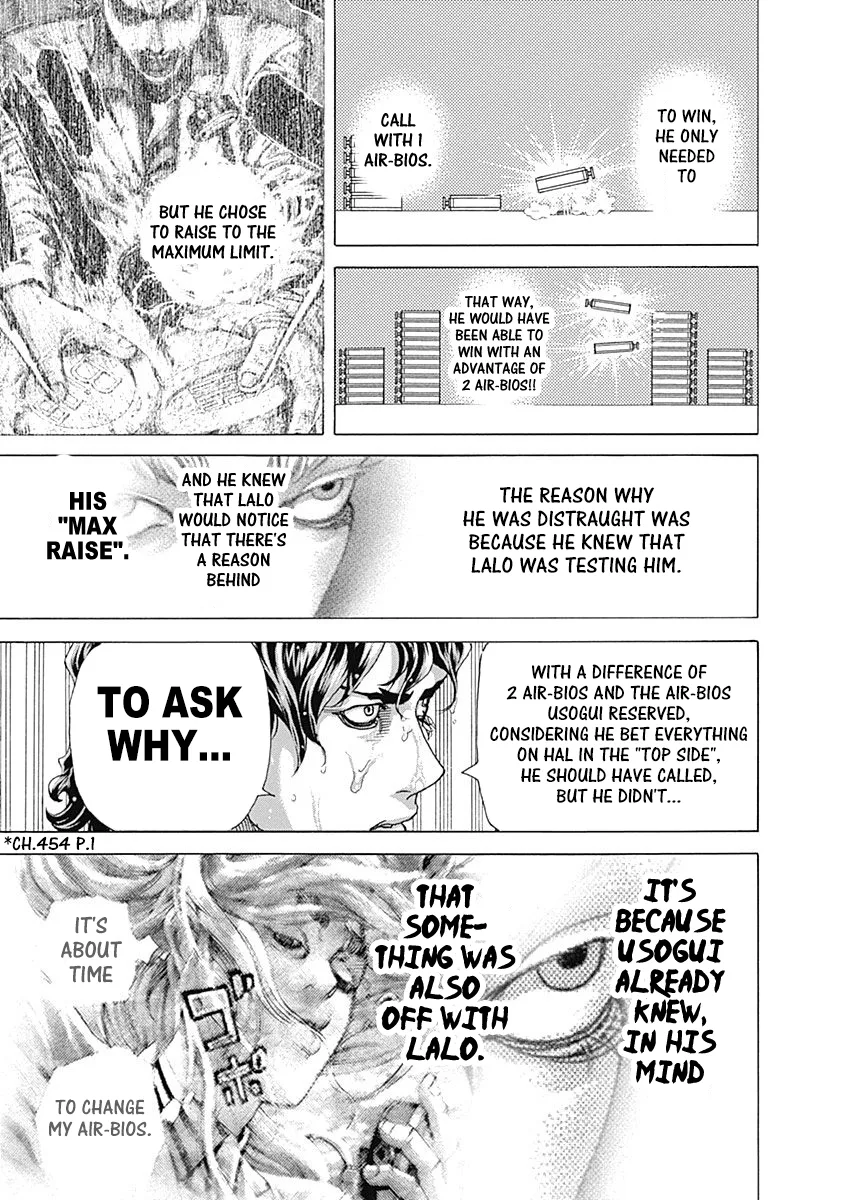 TO WIN,
HE ONLY
NEEDED
TO
CALL
WITH 1
AIR-BIOS.
THAT WAY,
HE WOULD HAVE
BEEN ABLE TO
WIN WITH AN
ADVANTAGE OF
2 AIR-BIOS!!
BUT HE CHOSE
TO RAISE TO THE
MAXIMUM LIMIT.
THE REASON WHY
HE WAS DISTRAUGHT WAS
BECAUSE HE KNEW THAT
LALO WAS TESTING HIM.
AND HE KNEW
THAT LALO
WOULD NOTICE
THAT THERE'S
A REASON
BEHIND
HIS
"MAX
RAISE".
WITH A DIFFERENCE OF
2 AIR-BIOS AND THE AIR-BIOS
USOGUI RESERVED,
CONSIDERING HE BET EVERYTHING
ON HAL IN THE "TOP SIDE",
HE SHOULD HAVE CALLED,
BUT HE DIDN'T...
TO ASK
WHY...
*CH.454 P.1
IT'S
BECAUSE
USOGUI
ALREADY
KNEW,
IN HIS
MIND
THAT
SOME-
THING WAS
ALSO
OFF WITH
LALO.
IT'S
ABOUT
TIME
TO CHANGE
MY AIR-BIOS.
ゴポ